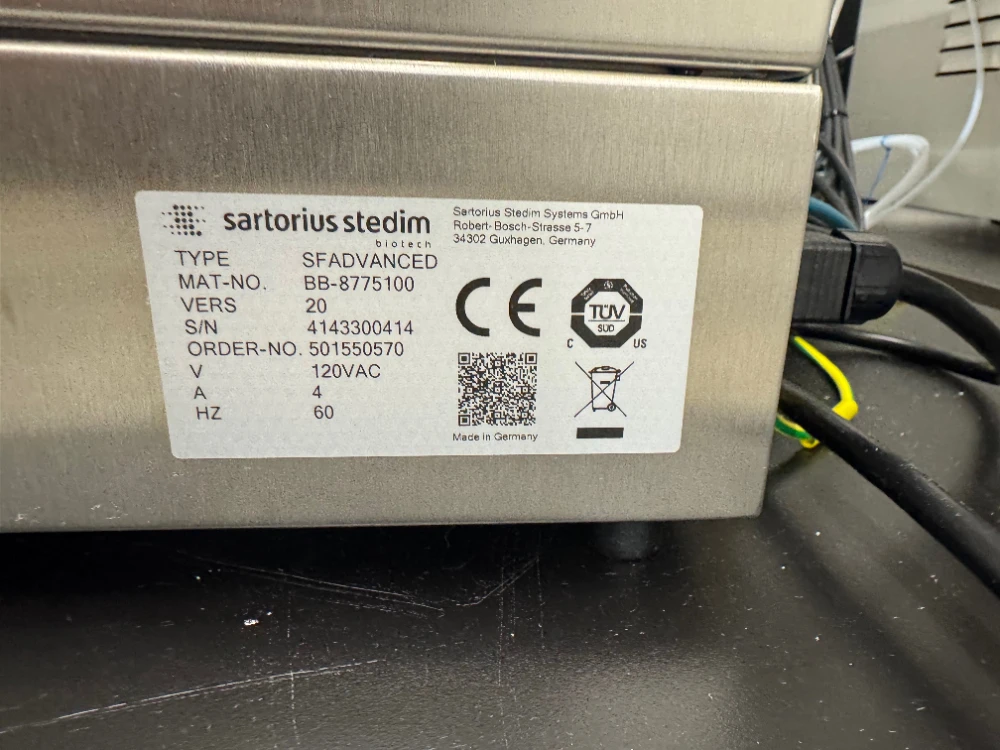 sartorius stedim
biotech
Sartorius Stedim Systems GmbH
Robert-Bosch-Strasse 5-7
34302 Guxhagen, Germany
TYPE SFADVANCED
MAT-NO. BB-8775100
VERS 20
S/N 4143300414
ORDER-NO. 501550570
V 120VAC
A 4
HZ 60
CE
TÜV
SÜD
C US
Made in Germany